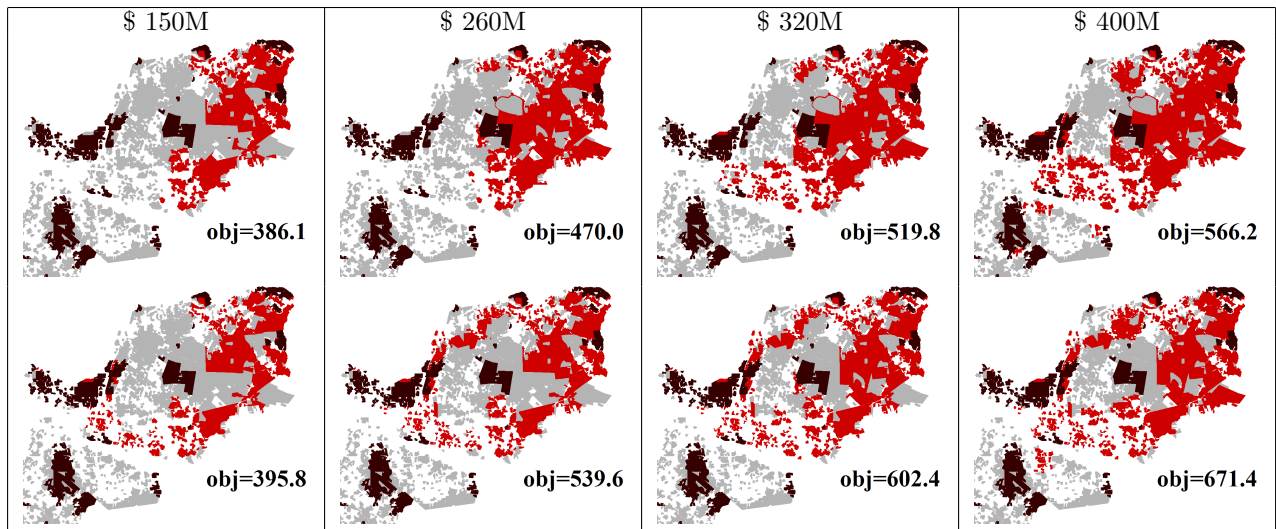 $ 150M $ 260M $ 320M $ 400M
obj=386.1 obj=470.0 obj=519.8 obj=566.2
obj=395.8 obj=539.6 obj=602.4 obj=671.4